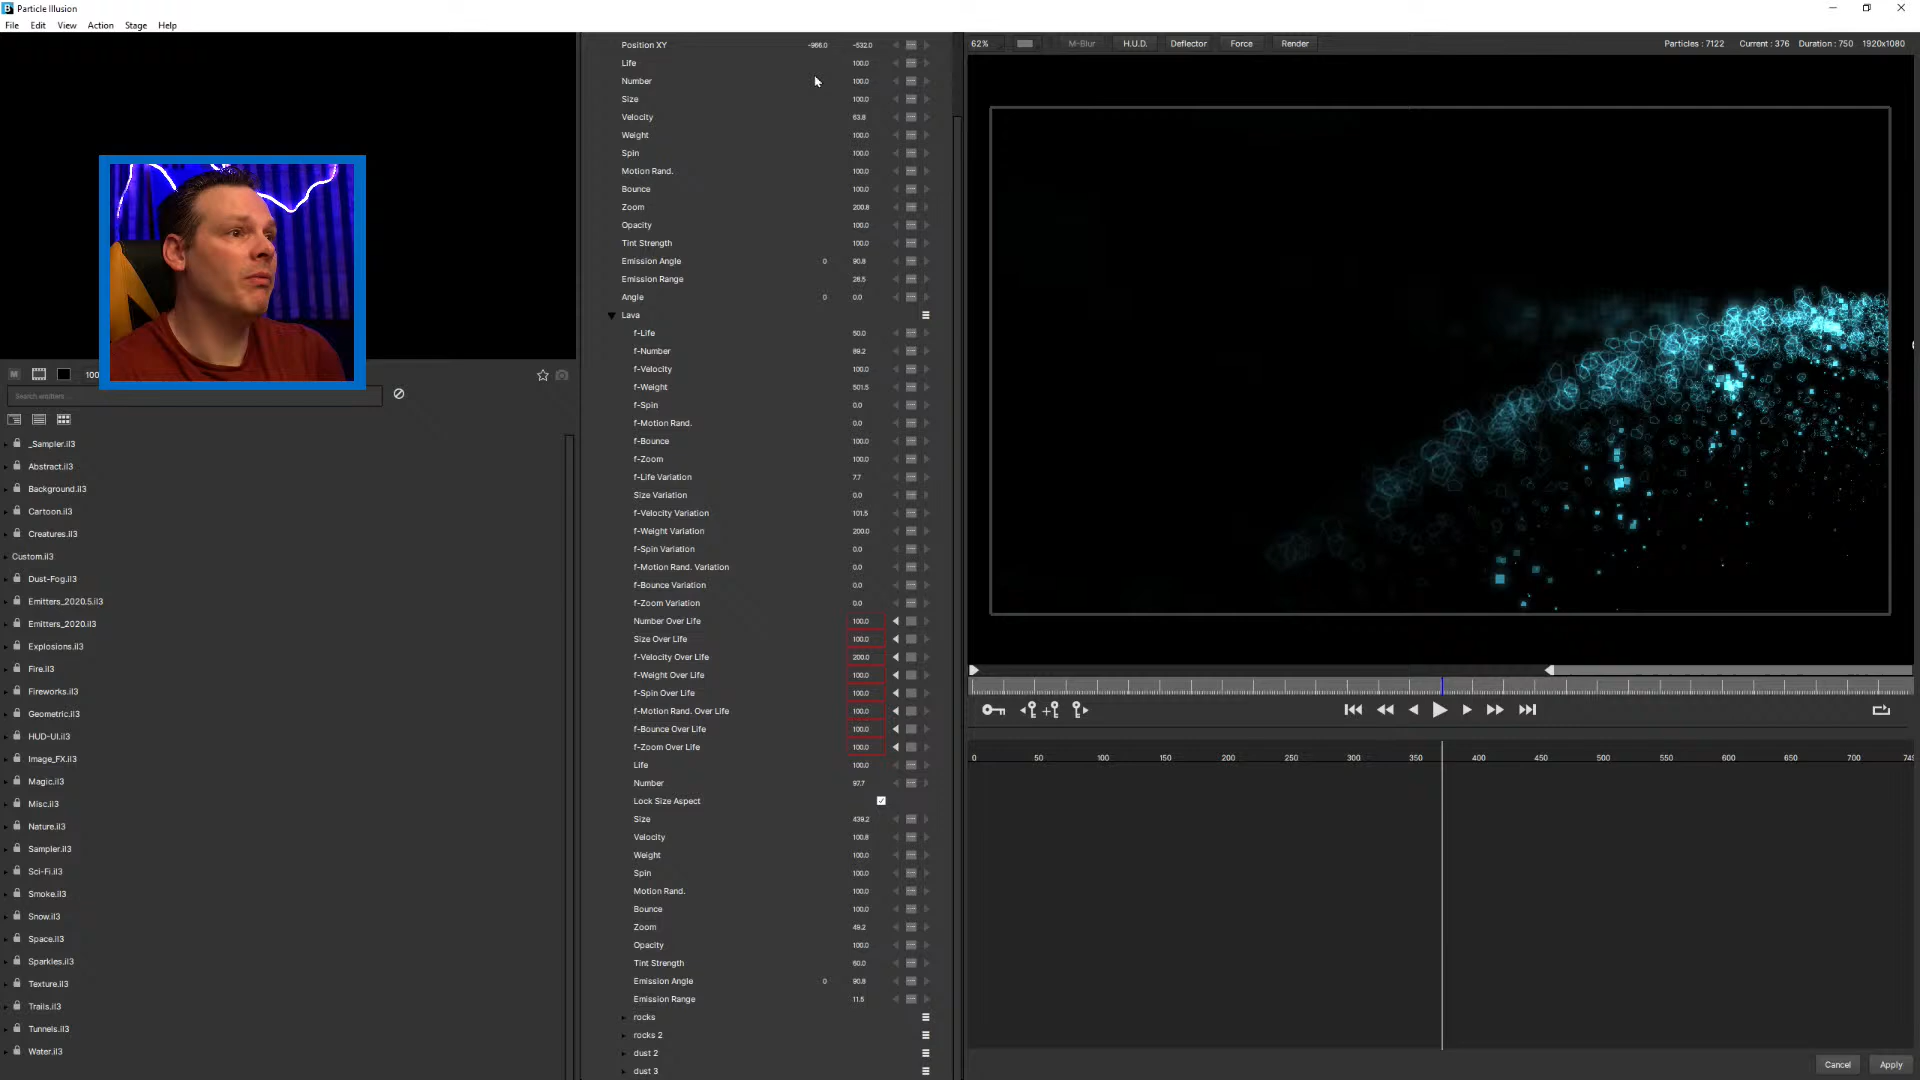 Particle Illusion
File Edit View Action Stage Help
Position XY -966.0 -532.0
Life 100.0
Number 100.0
Size 100.0
Velocity 63.8
Weight 100.0
Spin 100.0
Motion Rand. 100.0
Bounce 100.0
Zoom 200.8
Opacity 100.0
Tint Strength 100.0
Emission Angle 0 90.8
Emission Range 26.5
Angle 0 0.0
Lava
f-Life 50.0
f-Number 89.2
f-Velocity 100.0
f-Weight 501.5
f-Spin 0.0
f-Motion Rand. 0.0
f-Bounce 100.0
f-Zoom 100.0
f-Life Variation 7.7
Size Variation 0.0
f-Velocity Variation 101.5
f-Weight Variation 200.0
f-Spin Variation 0.0
f-Motion Rand. Variation 0.0
f-Bounce Variation 0.0
f-Zoom Variation 0.0
Number Over Life 100.0
Size Over Life 100.0
f-Velocity Over Life 200.0
f-Weight Over Life 100.0
f-Spin Over Life 100.0
f-Motion Rand. Over Life 100.0
f-Bounce Over Life 100.0
f-Zoom Over Life 100.0
Life 100.0
Number 97.7
Lock Size Aspect
Size 439.2
Velocity 100.8
Weight 100.0
Spin 100.0
Motion Rand. 100.0
Bounce 100.0
Zoom 49.2
Opacity 100.0
Tint Strength 60.0
Emission Angle 0 90.8
Emission Range 11.5
rocks
rocks 2
dust 2
dust 3
100
Search emitters...
_Sampler.il3
Abstract.il3
Background.il3
Cartoon.il3
Creatures.il3
Custom.il3
Dust-Fog.il3
Emitters_2020.5.il3
Emitters_2020.il3
Explosions.il3
Fire.il3
Fireworks.il3
Geometric.il3
HUD-UI.il3
Image_FX.il3
Magic.il3
Misc.il3
Nature.il3
Sampler.il3
Sci-Fi.il3
Smoke.il3
Snow.il3
Space.il3
Sparkles.il3
Texture.il3
Trails.il3
Tunnels.il3
Water.il3
62% M-Blur H.U.D. Deflector Force Render Particles : 7122 Current : 376 Duration : 750 1920x1080
0 50 100 150 200 250 300 350 400 450 500 550 600 650 700 745
Cancel Apply